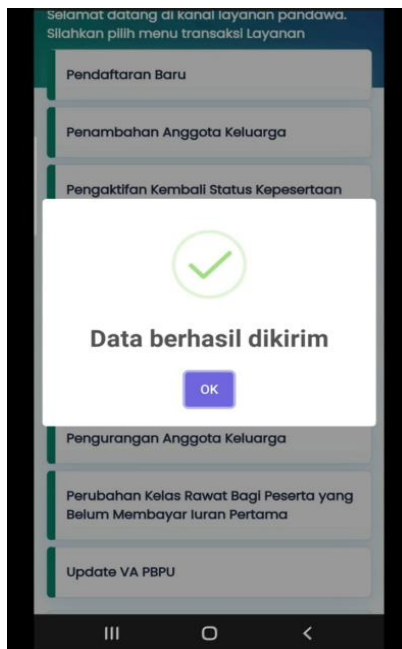 Selamat datang di kanal layanan pandawa.
Silahkan pilih menu transaksi Layanan
Pendaftaran Baru
Penambahan Anggota Keluarga
Pengaktifan Kembali Status Kepesertaan
Data berhasil dikirim
OK
Pengurangan Anggota Keluarga
Perubahan Kelas Rawat Bagi Peserta yang
Belum Membayar Iuran Pertama
Update VA PBPU